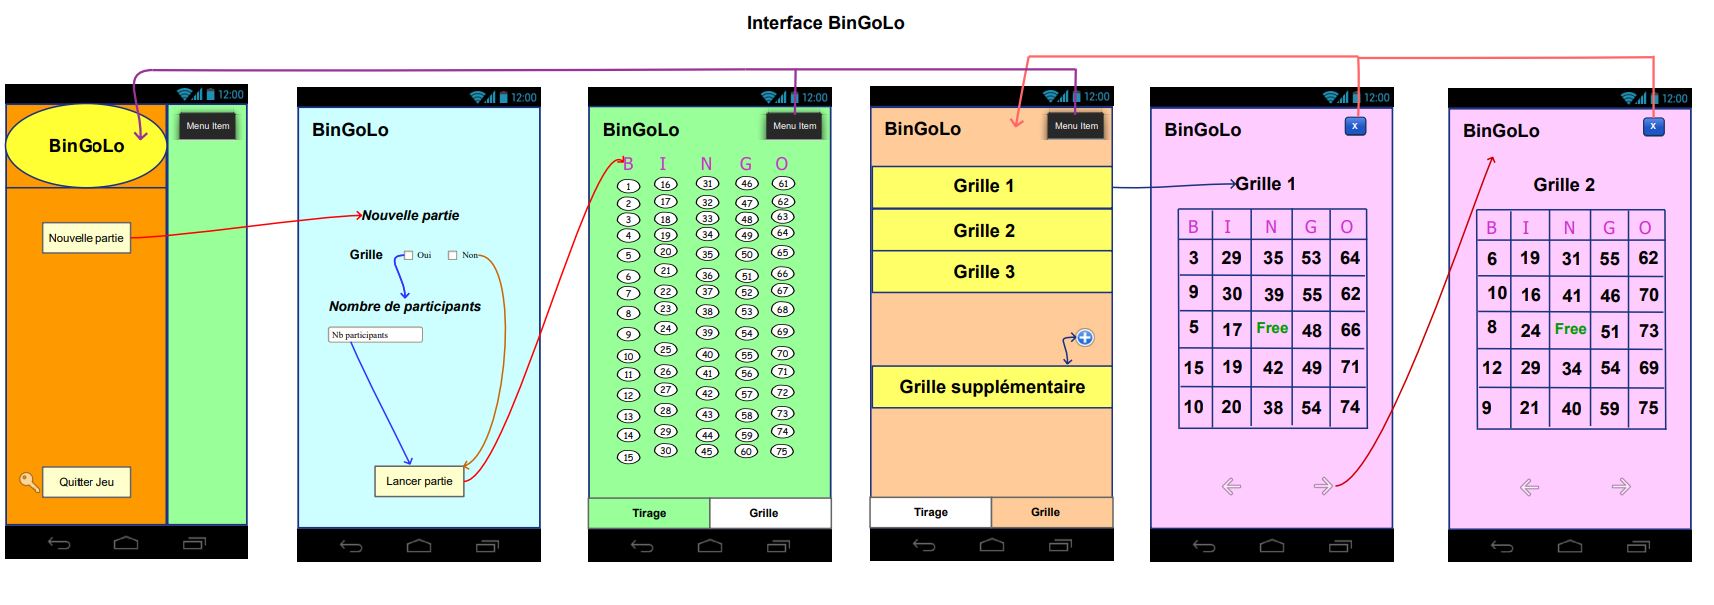 Interface BinGoLo
12:00
Menu Item
BinGoLo
Nouvelle partie
Quitter Jeu
12:00
BinGoLo
Nouvelle partie
Grille Oui Non
Nombre de participants
Nb participants
Lancer partie
12:00
BinGoLo Menu Item
B I N G O
1 16 31 46 61
2 17 32 47 62
3 18 33 48 63
4 19 34 49 64
5 20 35 50 65
6 21 36 51 66
7 22 37 52 67
8 23 38 53 68
9 24 39 54 69
10 25 40 55 70
11 26 41 56 71
12 27 42 57 72
13 28 43 58 73
14 29 44 59 74
15 30 45 60 75
Tirage Grille
12:00
BinGoLo Menu Item
Grille 1
Grille 2
Grille 3
Grille supplémentaire
Tirage Grille
12:00
BinGoLo x
Grille 1
B I N G O
3 29 35 53 64
9 30 39 55 62
5 17 Free 48 66
15 19 42 49 71
10 20 38 54 74
12:00
BinGoLo x
Grille 2
B I N G O
6 19 31 55 62
10 16 41 46 70
8 24 Free 51 73
12 29 34 54 69
9 21 40 59 75